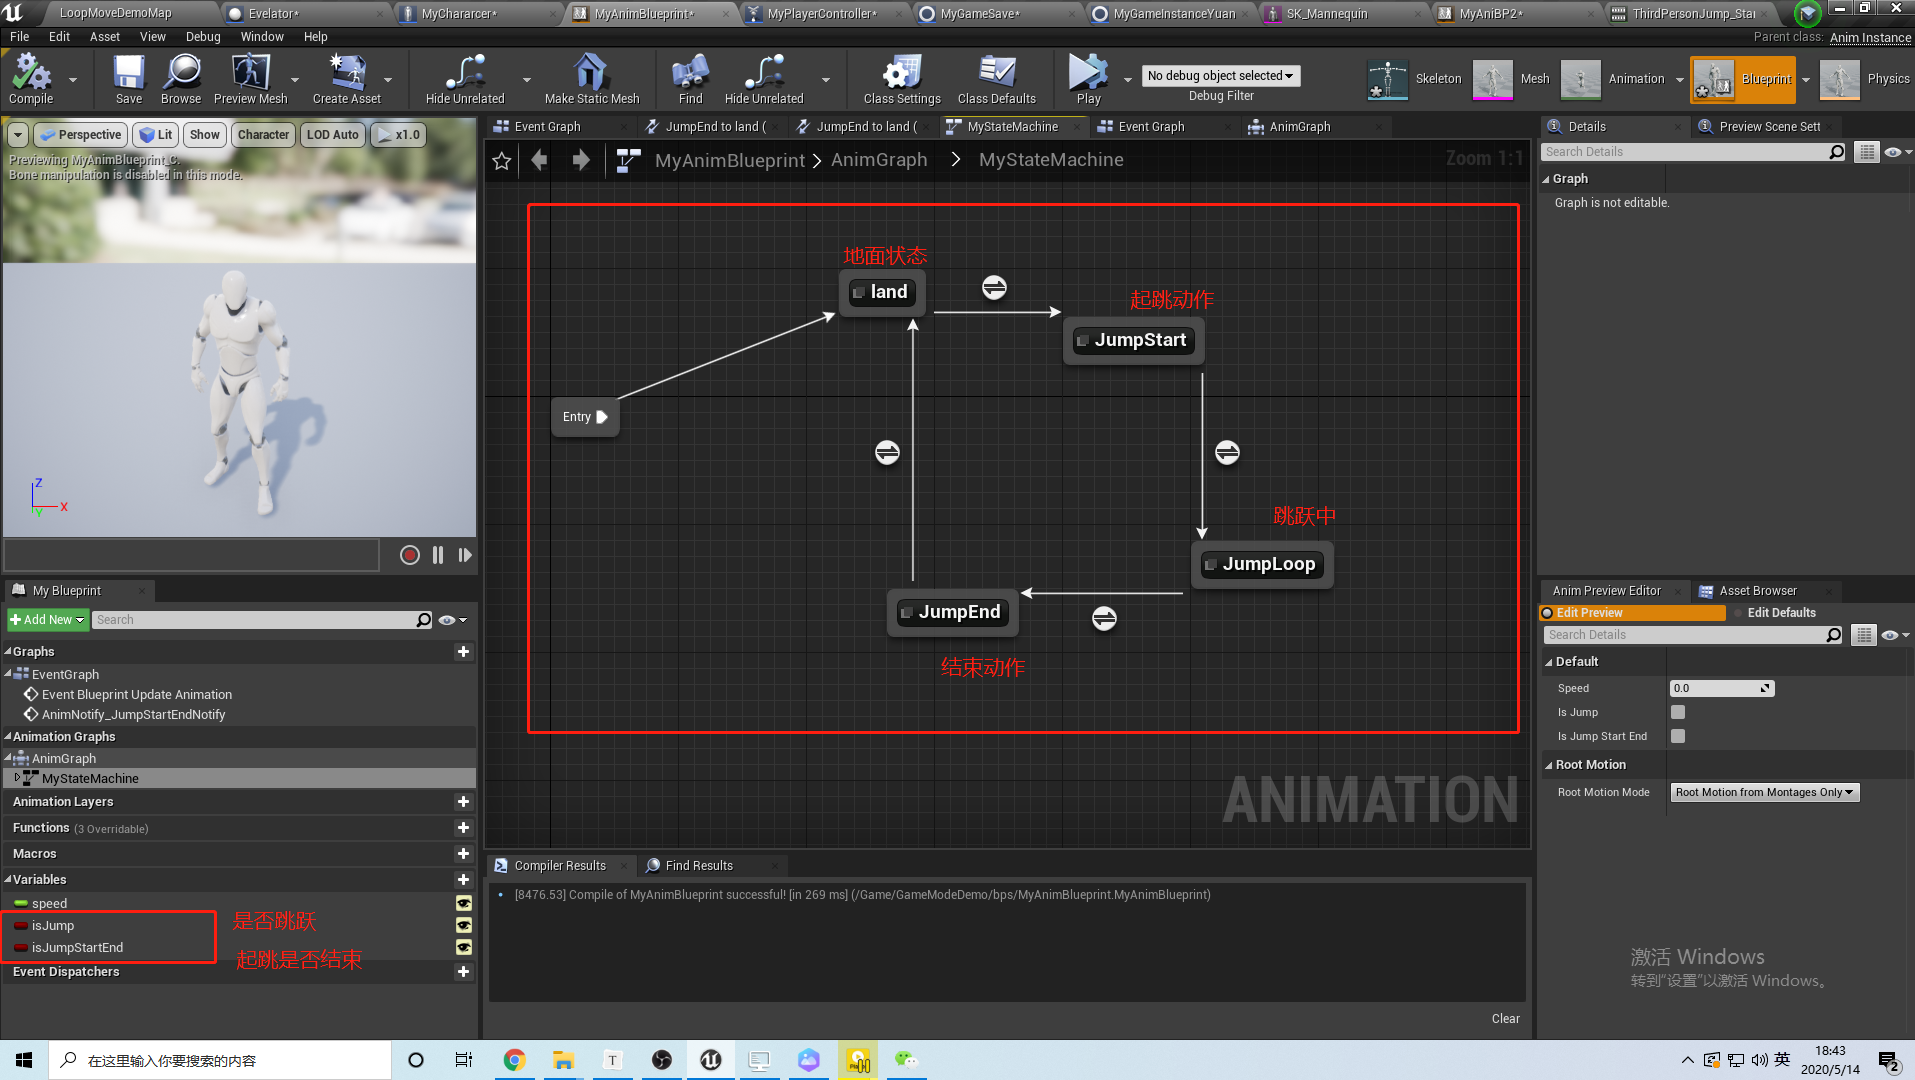 LoopMoveDemoMap
Evelator*
MyChararcer*
MyAnimBlueprint*
MyPlayerController*
MyGameSave*
MyGameInstanceYuan
SK_Mannequin
MyAniBP2*
ThirdPersonJump_Star
File Edit Asset View Debug Window Help
Parent class: Anim Instance
Compile
Save
Browse
Preview Mesh
Create Asset
Hide Unrelated
Make Static Mesh
Find
Hide Unrelated
Class Settings
Class Defaults
Play
No debug object selected
Debug Filter
Skeleton
Mesh
Animation
Blueprint
Physics
Perspective
Lit
Show
Character
LOD Auto
x1.0
Previewing MyAnimBlueprint_C.
Bone manipulation is disabled in this mode.
Z
X
Y
Event Graph
JumpEnd to land (
JumpEnd to land (
MyStateMachine
Event Graph
AnimGraph
MyAnimBlueprint > AnimGraph > MyStateMachine
Zoom 1:1
地面状态
land
起跳动作
JumpStart
Entry
跳跃中
JumpLoop
JumpEnd
结束动作
ANIMATION
My Blueprint
Add New
Search
Graphs
EventGraph
Event Blueprint Update Animation
AnimNotify_JumpStartEndNotify
Animation Graphs
AnimGraph
MyStateMachine
Animation Layers
Functions (3 Overridable)
Macros
Variables
speed
isJump
是否跳跃
isJumpStartEnd
起跳是否结束
Event Dispatchers
Compiler Results
Find Results
[8476.53] Compile of MyAnimBlueprint successful! [in 269 ms] (/Game/GameModeDemo/bps/MyAnimBlueprint.MyAnimBlueprint)
Clear
Details
Preview Scene Sett
Search Details
Graph
Graph is not editable.
Anim Preview Editor
Asset Browser
Edit Preview
Edit Defaults
Search Details
Default
Speed
0.0
Is Jump
Is Jump Start End
Root Motion
Root Motion Mode
Root Motion from Montages Only
激活 Windows
转到“设置”以激活 Windows。
在这里输入你要搜索的内容
英
18:43
2020/5/14
2